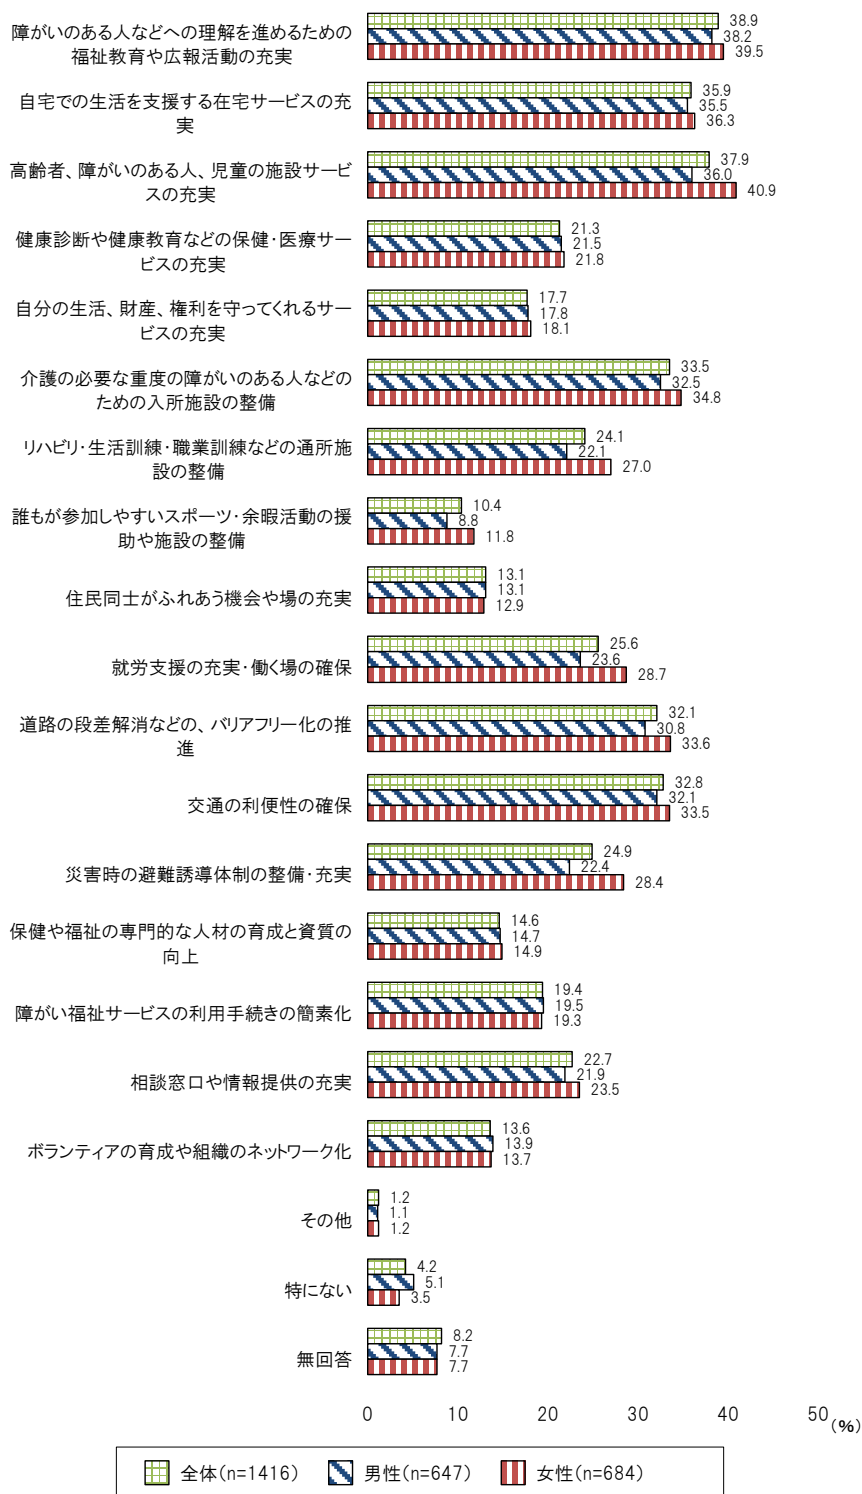 障がいのある人などへの理解を進めるための
福祉教育や広報活動の充実
38.9
38.2
39.5
自宅での生活を支援する在宅サービスの充
実
35.9
35.5
36.3
高齢者、障がいのある人、児童の施設サービ
スの充実
37.9
36.0
40.9
健康診断や健康教育などの保健・医療サー
ビスの充実
21.3
21.5
21.8
自分の生活、財産、権利を守ってくれるサー
ビスの充実
17.7
17.8
18.1
介護の必要な重度の障がいのある人などの
ための入所施設の整備
33.5
32.5
34.8
リハビリ・生活訓練・職業訓練などの通所施
設の整備
24.1
22.1
27.0
誰もが参加しやすいスポーツ・余暇活動の援
助や施設の整備
10.4
8.8
11.8
住民同士がふれあう機会や場の充実
13.1
13.1
12.9
就労支援の充実・働く場の確保
25.6
23.6
28.7
道路の段差解消などの、バリアフリー化の推
進
32.1
30.8
33.6
交通の利便性の確保
32.8
32.1
33.5
災害時の避難誘導体制の整備・充実
24.9
22.4
28.4
保健や福祉の専門的な人材の育成と資質の
向上
14.6
14.7
14.9
障がい福祉サービスの利用手続きの簡素化
19.4
19.5
19.3
相談窓口や情報提供の充実
22.7
21.9
23.5
ボランティアの育成や組織のネットワーク化
13.6
13.9
13.7
その他
1.2
1.1
1.2
特にない
4.2
5.1
3.5
無回答
8.2
7.7
7.7
0 10 20 30 40 50 (%)
全体(n=1416) 男性(n=647) 女性(n=684)